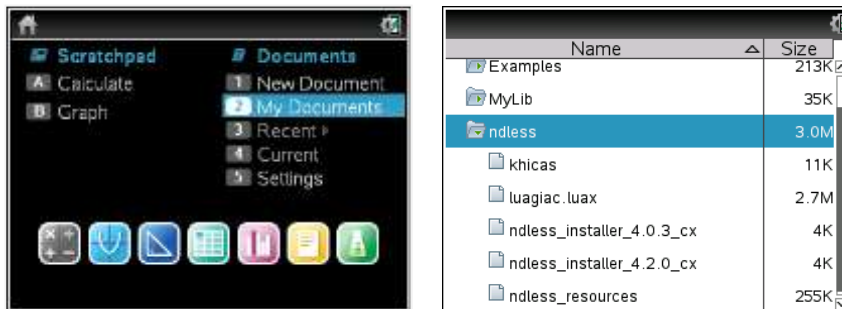 Scratchpad
A Calculate
B Graph
Documents
1 New Document
2 My Documents
3 Recent
4 Current
5 Settings
Name Size
Examples 213K
MyLib 35K
ndless 3.0M
khicas 11K
luagiac.luax 2.7M
ndless_installer_4.0.3_cx 4K
ndless_installer_4.2.0_cx 4K
ndless_resources 255K